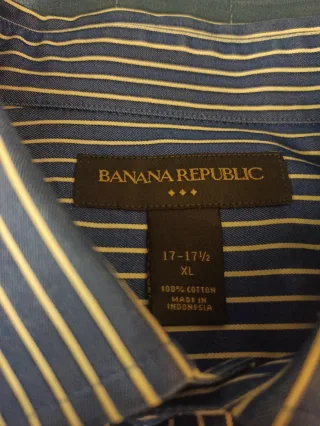 BANANA REPUBLIC
17-17½
XL
100% COTTON
MADE IN
INDONESIA